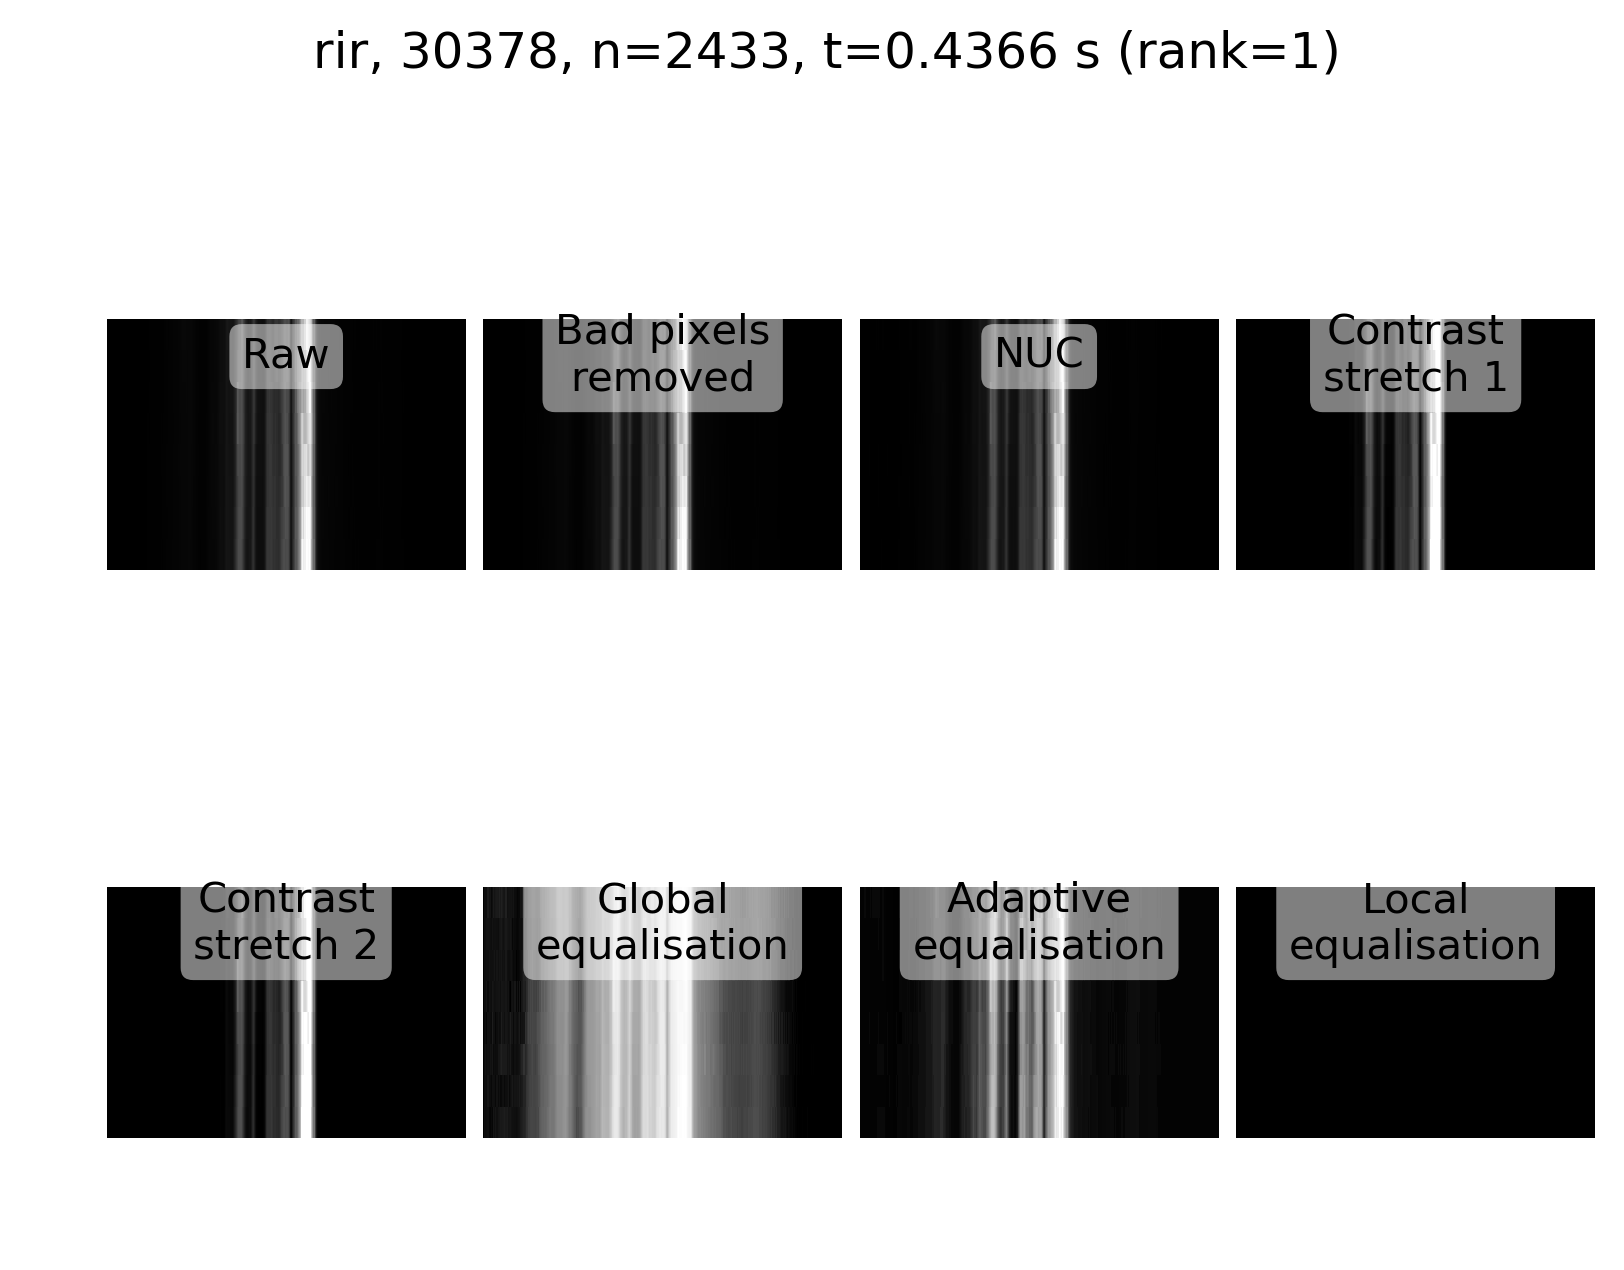 rir, 30378, n=2433, t=0.4366 s (rank=1)
Raw
Bad pixels
removed
NUC
Contrast
stretch 1
Contrast
stretch 2
Global
equalisation
Adaptive
equalisation
Local
equalisation